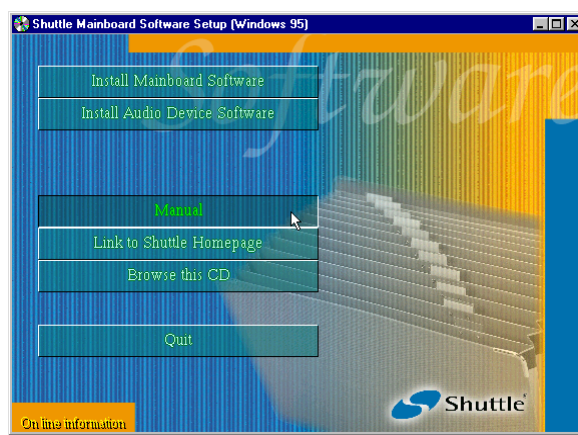 Shuttle Mainboard Software Setup (Windows 95)
Software
Install Mainboard Software
Install Audio Device Software
Manual
Link to Shuttle Homepage
Browse this CD
Quit
Shuttle
On line information